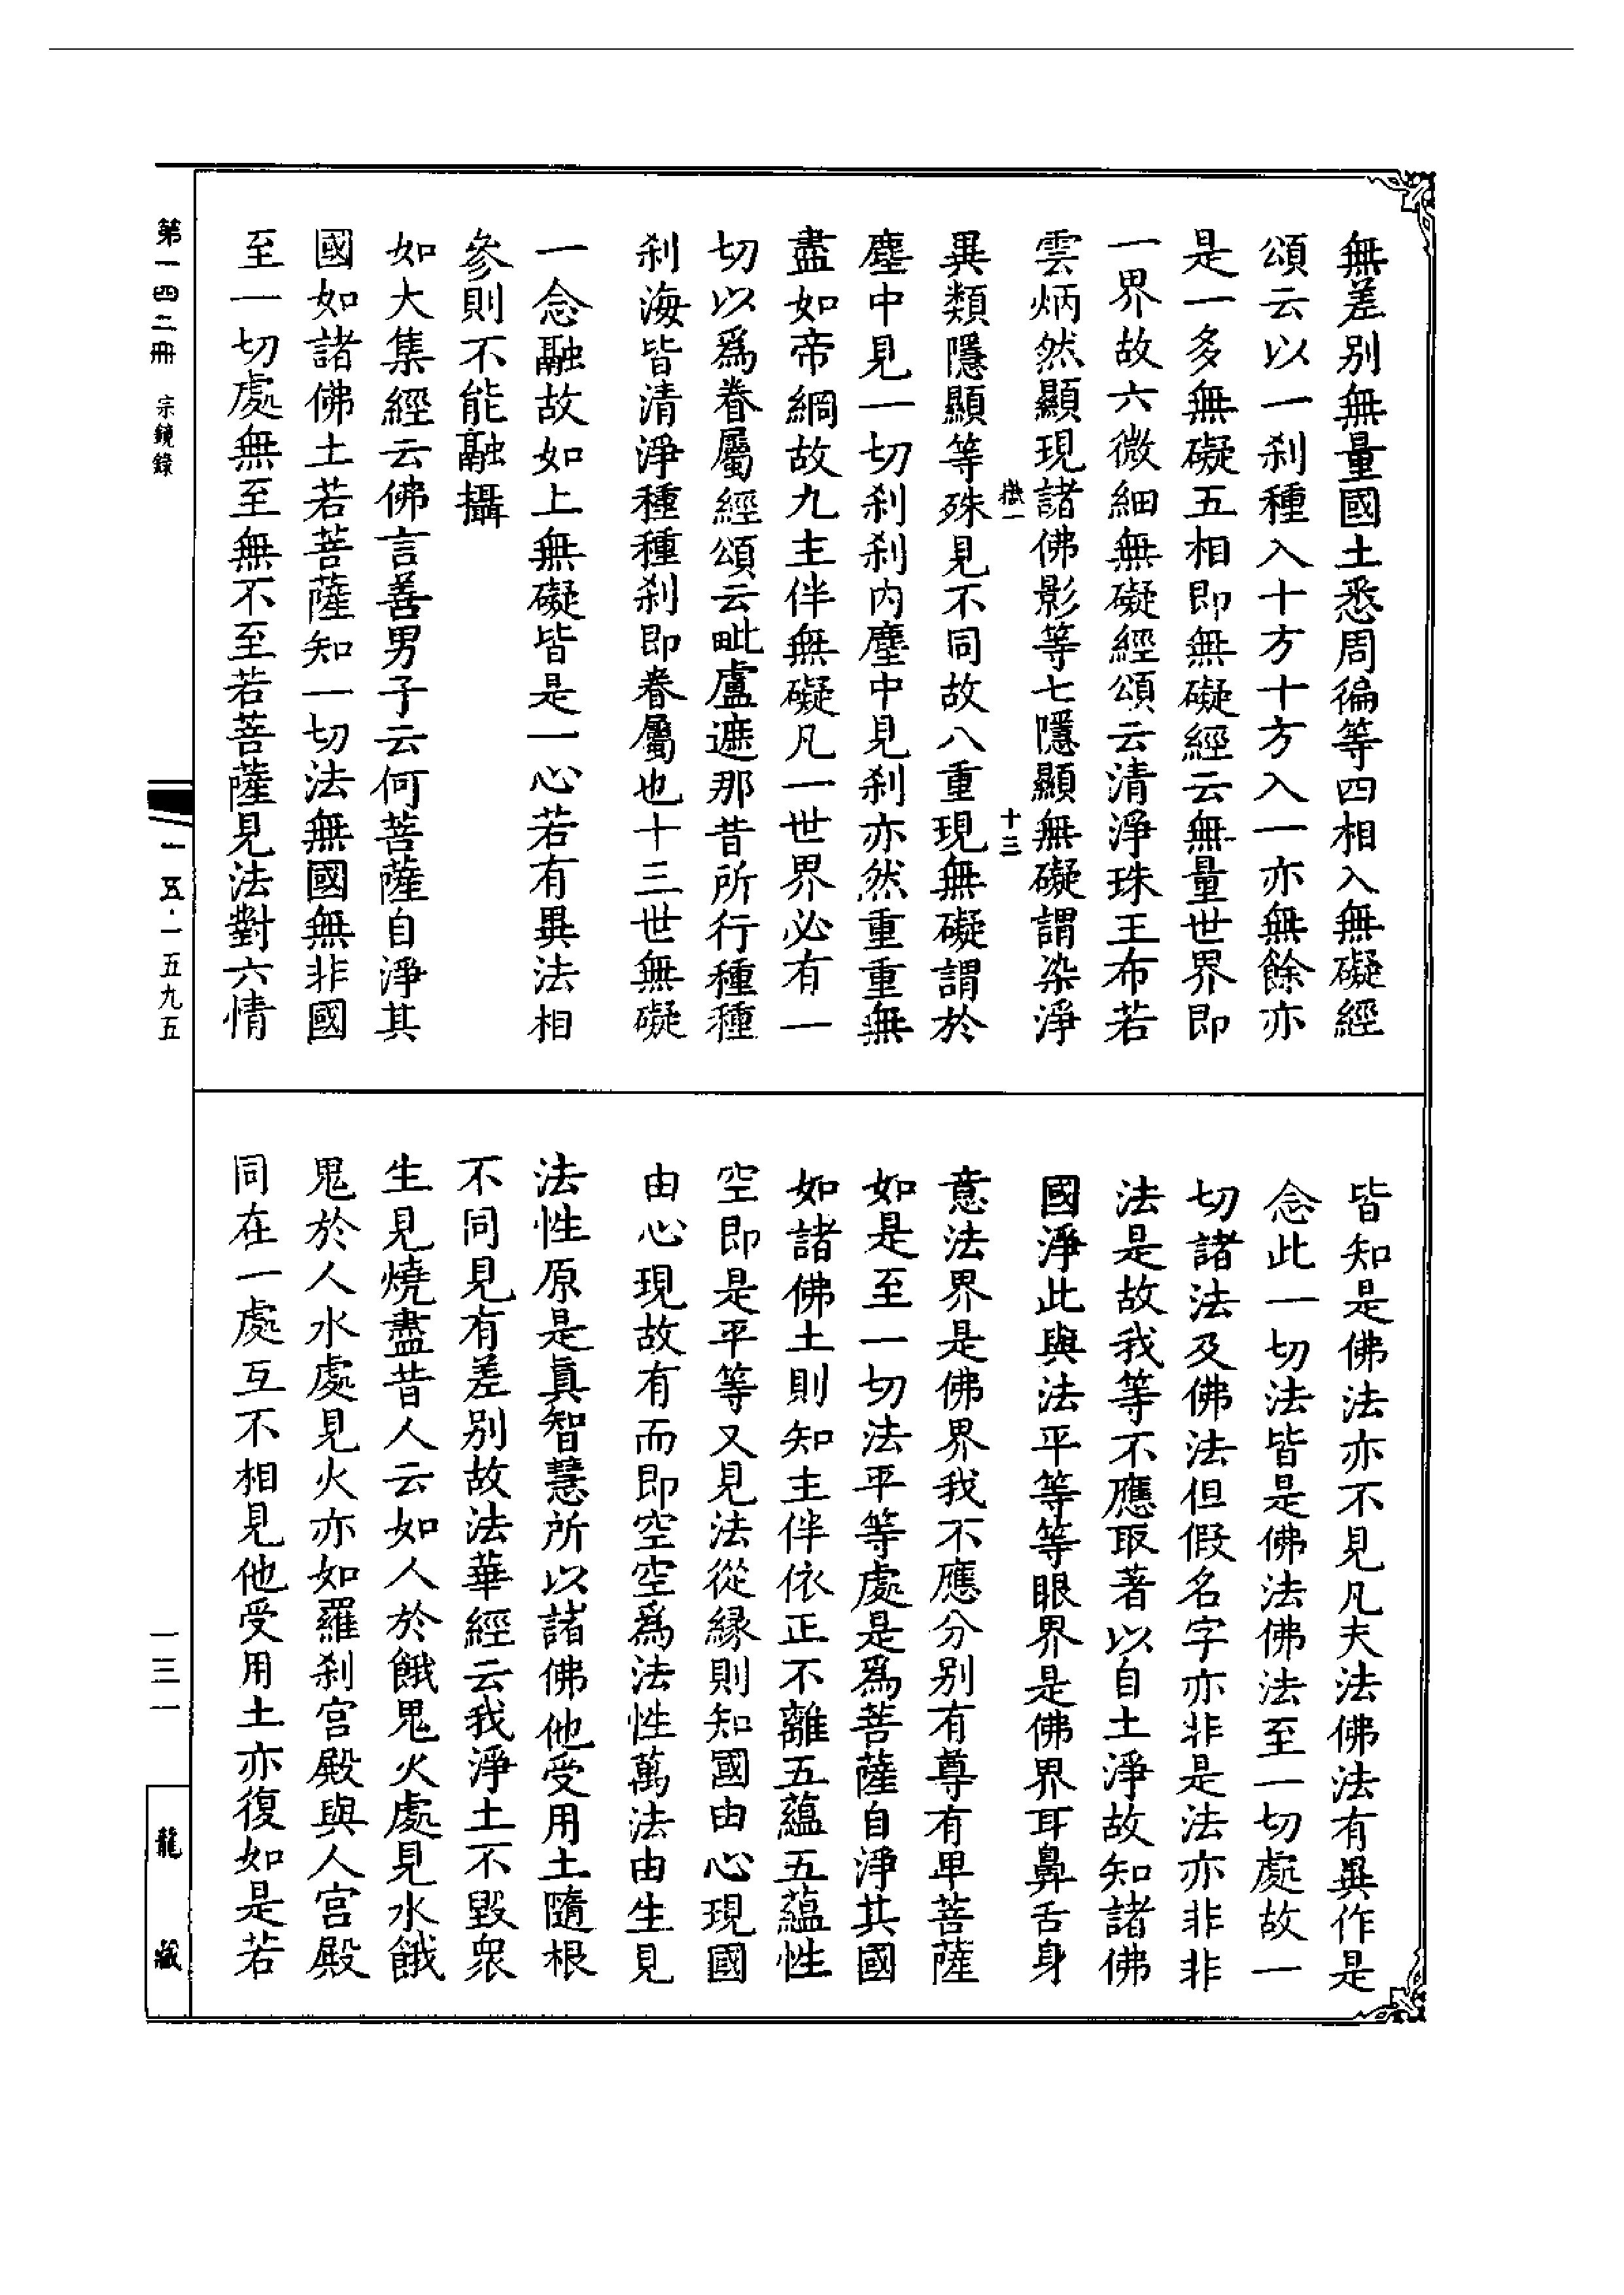 無差別無量國土悉周徧等四相入無礙經
頌云以一刹種入十方十方入一亦無餘亦
是一多無礙五相即無礙經云無量世界即
一界故六微細無礙經頌云清淨珠王布若
雲炳然顯現諸佛影等七隱顯無礙謂染淨
十三
異類隱顯等殊見不同故八重現無礙謂於
塵中見一切刹刹内塵中見刹亦然重重無
盡如帝網故九主伴無礙凡一世界必有一
切以爲眷屬經頌云毗盧遮那昔所行種種
刹海皆清淨種種刹即眷屬也十三世無礙
一念融故如上無礙皆是一心若有異法相
參則不能融攝
如大集經云佛言善男子云何菩薩自淨其
國如諸佛土若菩薩知一切法無國無非國
至一切處無至無不至若菩薩見法對六情
皆知是佛法亦不見凡夫法佛法有異作是
念此一切法皆是佛法佛法至一切處故一
切諸法及佛法但假名字亦非是法亦非非
法是故我等不應取著以自土淨故知諸佛
國淨此與法平等等眼界是佛界耳鼻舌身
意法界是佛界我不應分別有尊有卑菩薩
如是至一切法平等處是爲菩薩自淨其國
如諸佛土則知主伴依正不離五蘊五蘊性
空即是平等又見法從緣則知國由心現國
由心現故有而即空空爲法性萬法由生見
法性原是真智慧所以諸佛他受用土隨根
不同見有差別故法華經云我淨土不毀衆
生見燒盡昔人云如人於餓鬼火處見水餓
鬼於人水處見火亦如羅刹宫殿與人宫殿
同在一處互不相見他受用土亦復如是若
第一四二冊 宗鏡錄
一五·一五九五
一三一
龍藏